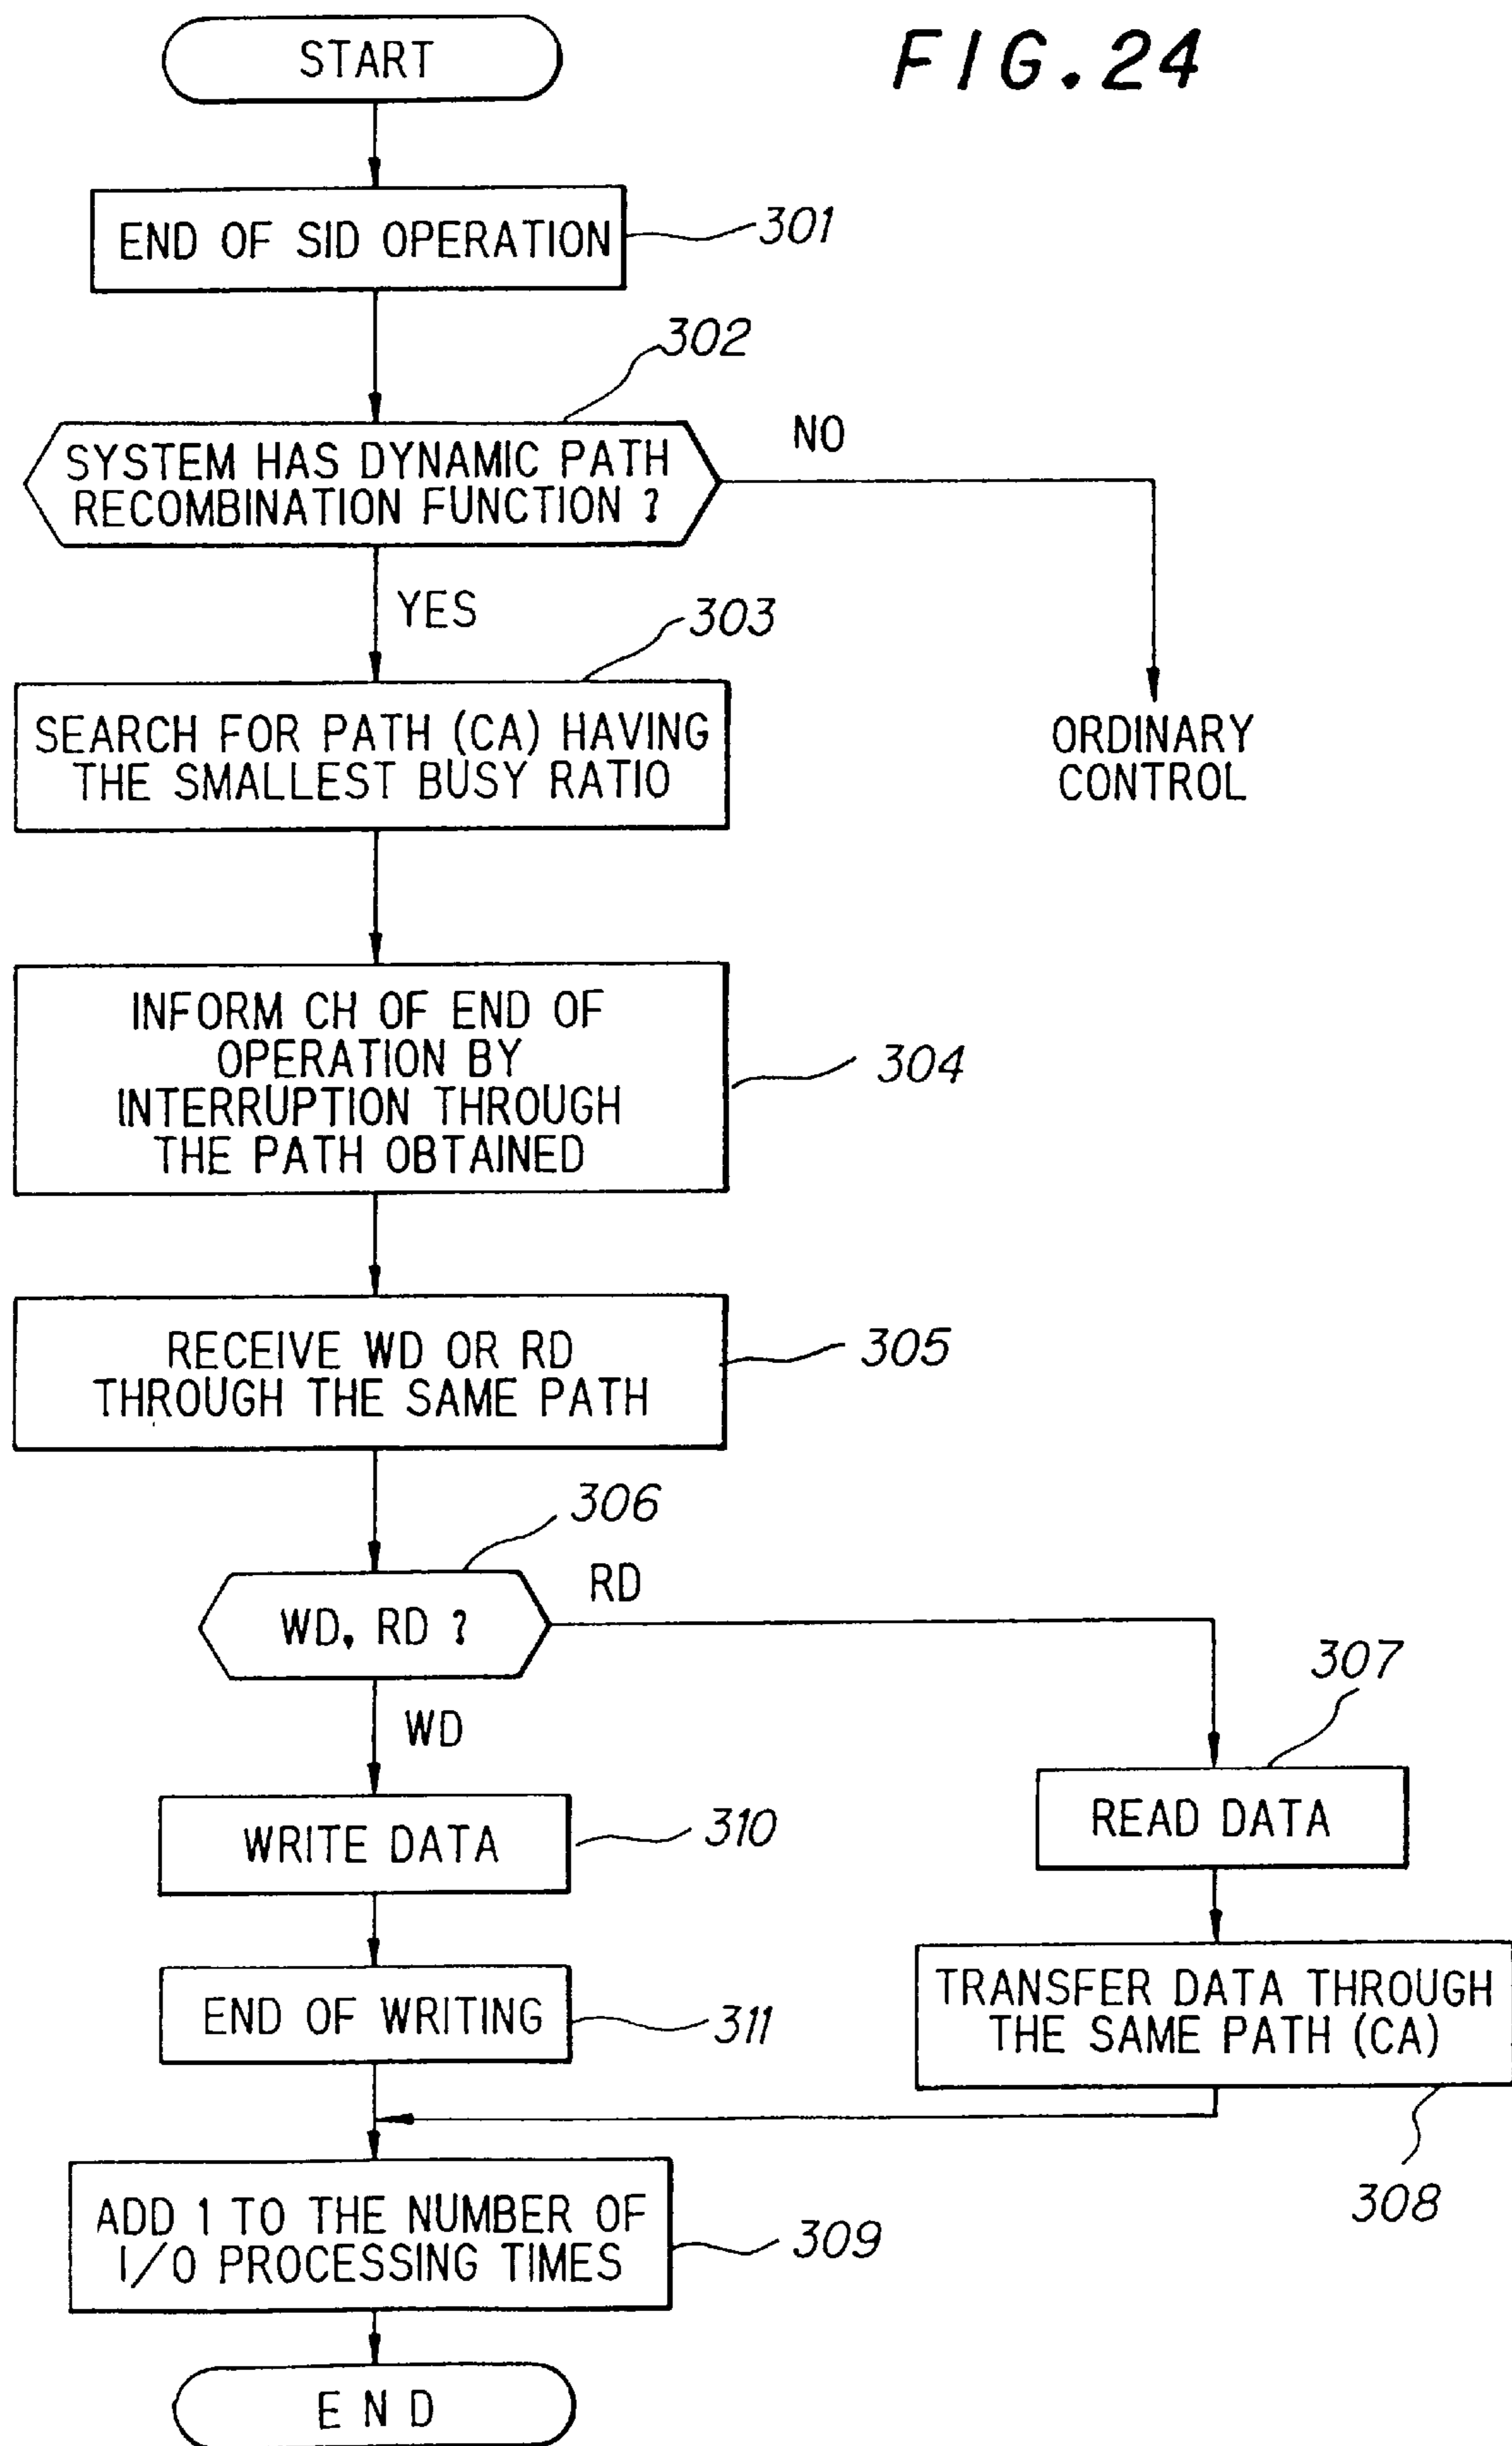 FIG.24
START
END OF SID OPERATION
301
302
SYSTEM HAS DYNAMIC PATH
RECOMBINATION FUNCTION ?
NO
YES
ORDINARY
CONTROL
303
SEARCH FOR PATH (CA) HAVING
THE SMALLEST BUSY RATIO
INFORM CH OF END OF
OPERATION BY
INTERRUPTION THROUGH
THE PATH OBTAINED
304
RECEIVE WD OR RD
THROUGH THE SAME PATH
305
306
WD, RD ?
RD
WD
307
READ DATA
WRITE DATA
310
TRANSFER DATA THROUGH
THE SAME PATH (CA)
308
END OF WRITING
311
ADD 1 TO THE NUMBER OF
I/O PROCESSING TIMES
309
END